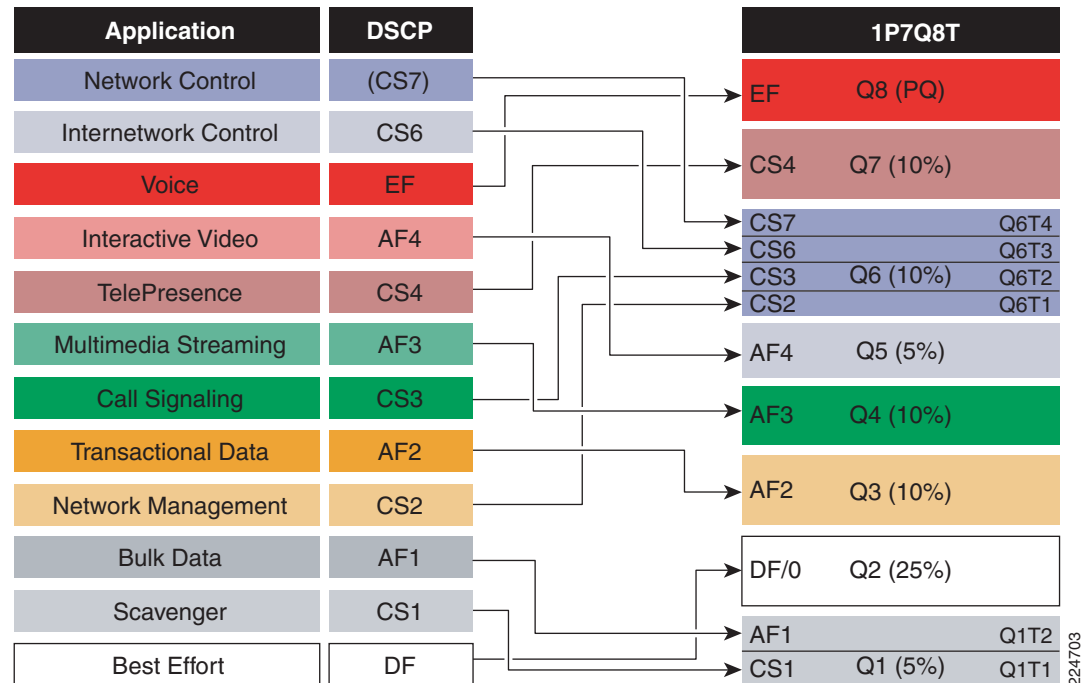 Application DSCP 1P7Q8T
Network Control (CS7)
Internetwork Control CS6
Voice EF
Interactive Video AF4
TelePresence CS4
Multimedia Streaming AF3
Call Signaling CS3
Transactional Data AF2
Network Management CS2
Bulk Data AF1
Scavenger CS1
Best Effort DF
EF Q8 (PQ)
CS4 Q7 (10%)
CS7 Q6T4
CS6 Q6T3
CS3 Q6 (10%) Q6T2
CS2 Q6T1
AF4 Q5 (5%)
AF3 Q4 (10%)
AF2 Q3 (10%)
DF/0 Q2 (25%)
AF1 Q1T2
CS1 Q1 (5%) Q1T1
224703